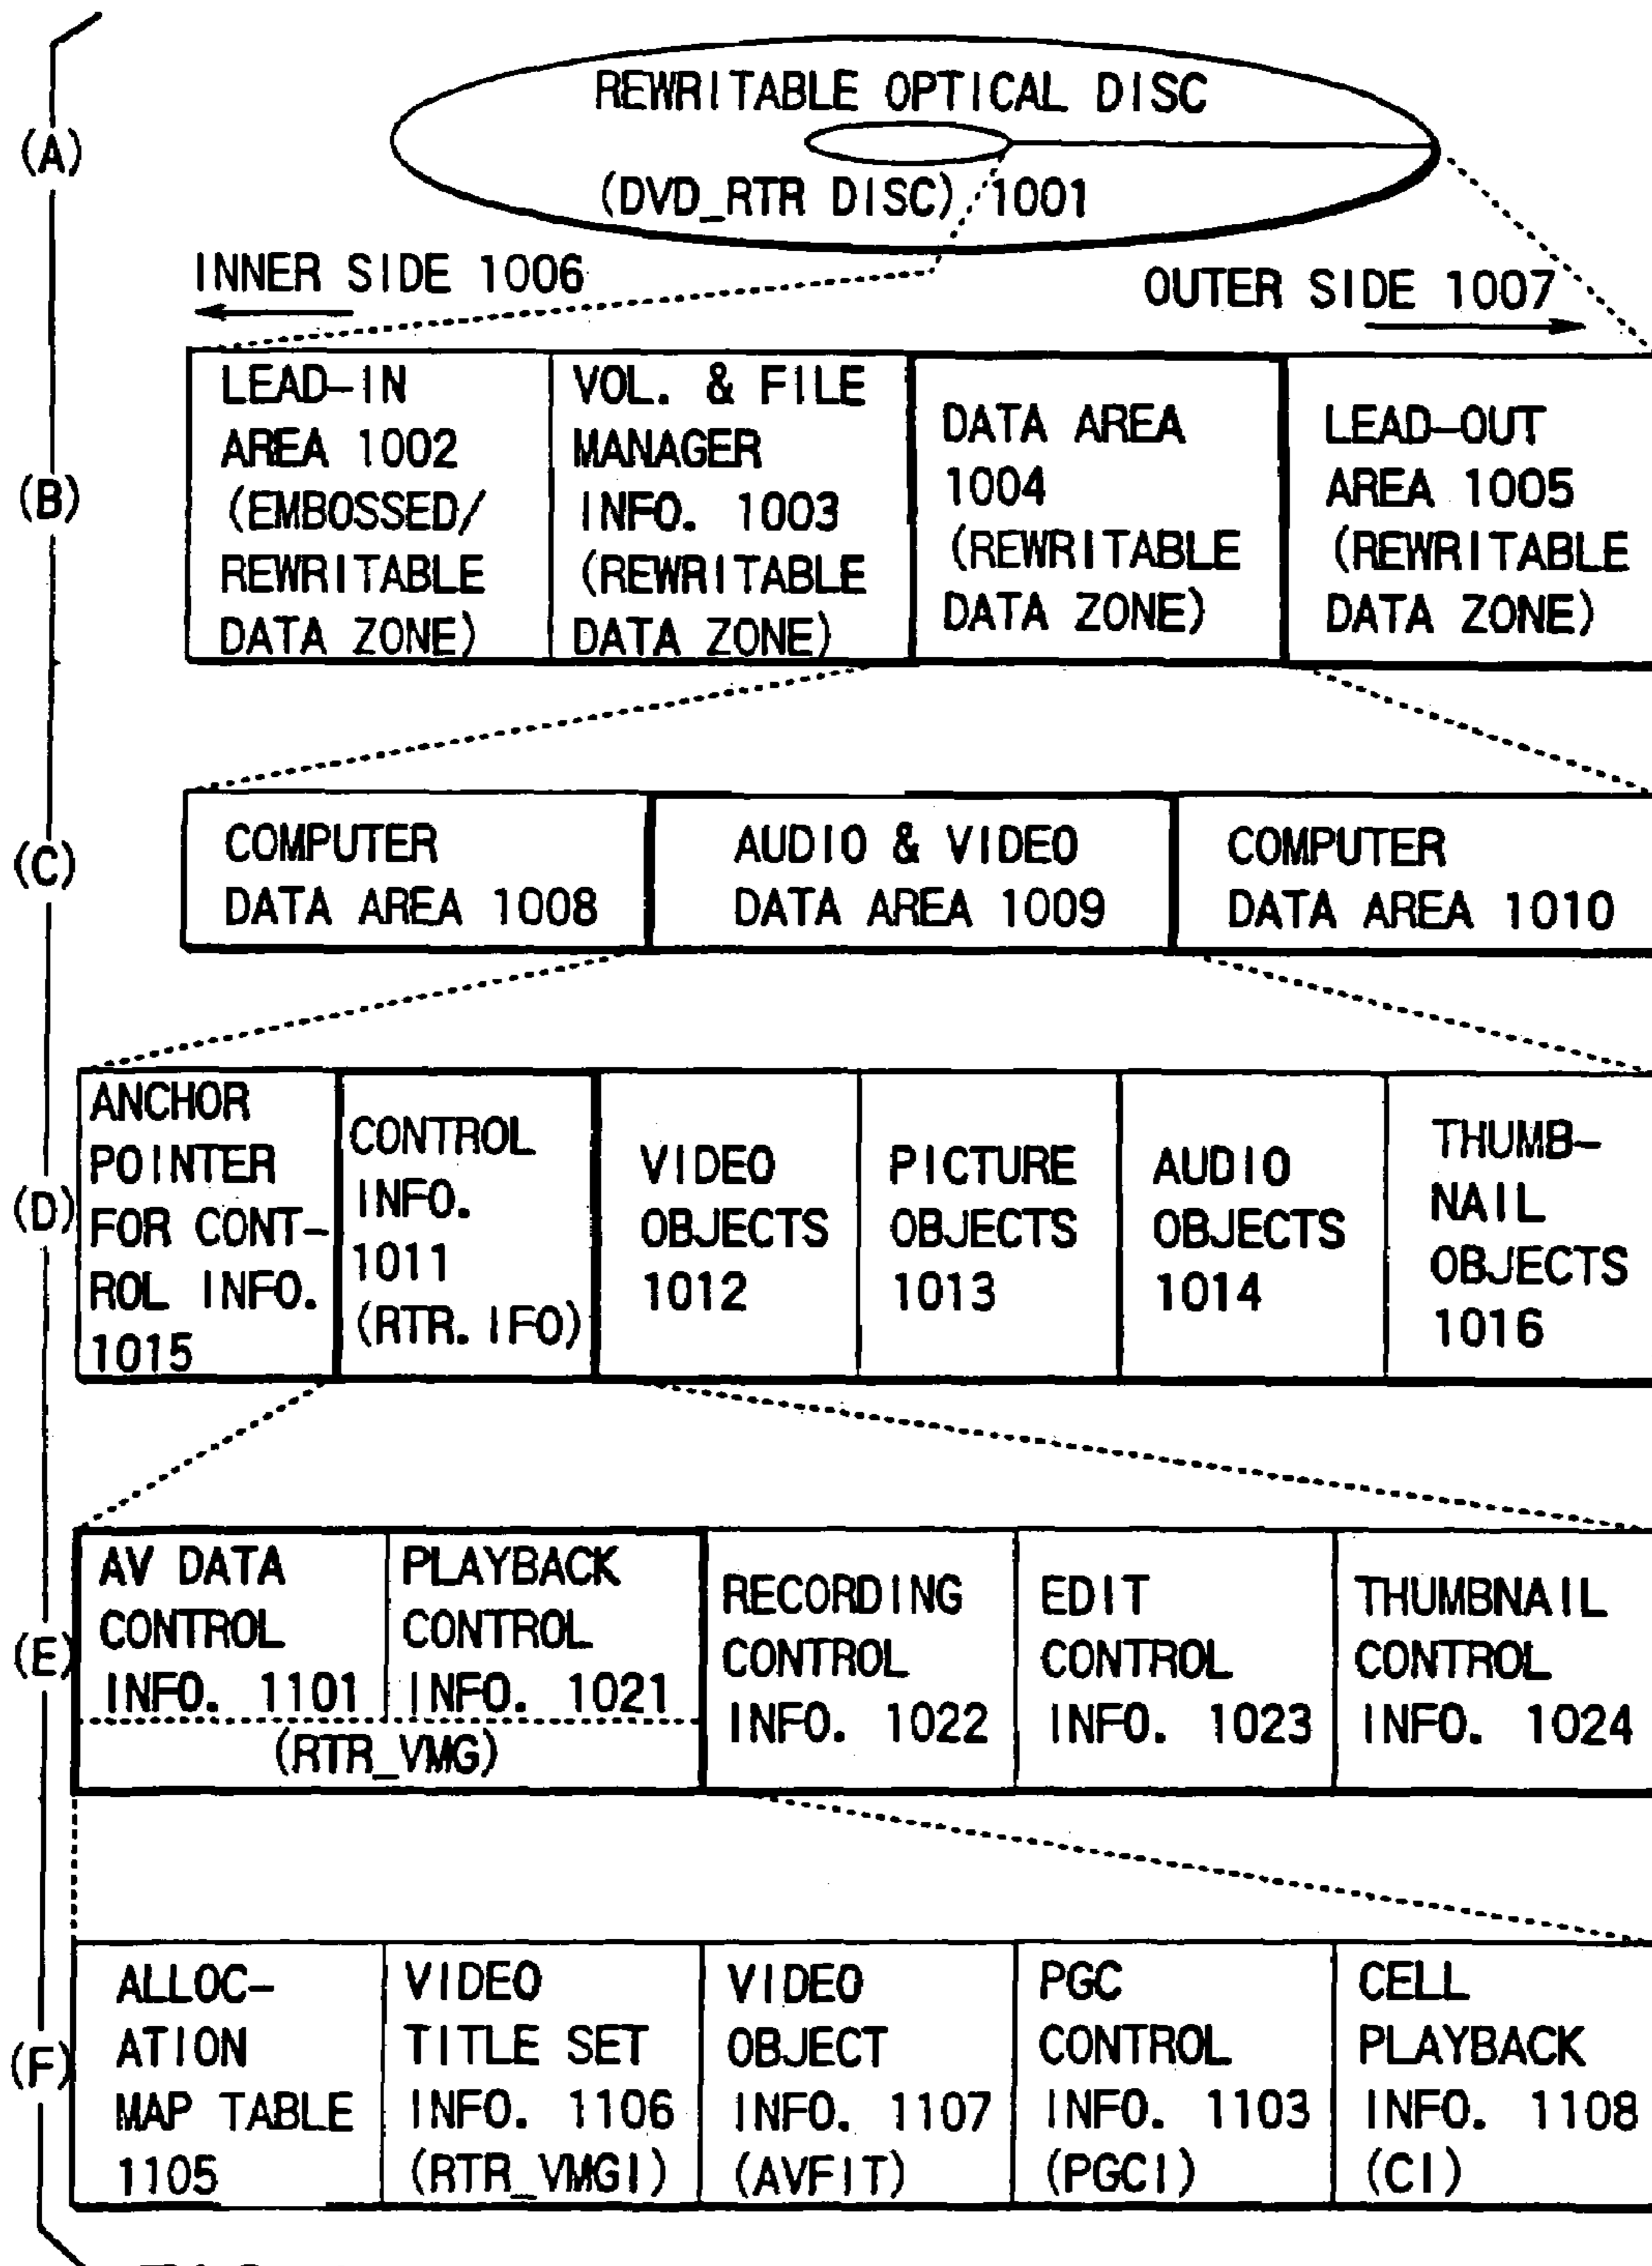 (A)
REWRITABLE OPTICAL DISC
(DVD_RTR DISC) 1001
INNER SIDE 1006
OUTER SIDE 1007
(B)
LEAD-IN
AREA 1002
(EMBOSSED/
REWRITABLE
DATA ZONE)
VOL. & FILE
MANAGER
INFO. 1003
(REWRITABLE
DATA ZONE)
DATA AREA
1004
(REWRITABLE
DATA ZONE)
LEAD-OUT
AREA 1005
(REWRITABLE
DATA ZONE)
(C)
COMPUTER
DATA AREA 1008
AUDIO & VIDEO
DATA AREA 1009
COMPUTER
DATA AREA 1010
(D)
ANCHOR
POINTER
FOR CONT-
ROL INFO.
1015
CONTROL
INFO.
1011
(RTR.IFO)
VIDEO
OBJECTS
1012
PICTURE
OBJECTS
1013
AUDIO
OBJECTS
1014
THUMB-
NAIL
OBJECTS
1016
(E)
AV DATA
CONTROL
INFO. 1101
PLAYBACK
CONTROL
INFO. 1021
(RTR_VMG)
RECORDING
CONTROL
INFO. 1022
EDIT
CONTROL
INFO. 1023
THUMBNAIL
CONTROL
INFO. 1024
(F)
ALLOC-
ATION
MAP TABLE
1105
VIDEO
TITLE SET
INFO. 1106
(RTR_VMGI)
VIDEO
OBJECT
INFO. 1107
(AVFIT)
PGC
CONTROL
INFO. 1103
(PGCI)
CELL
PLAYBACK
INFO. 1108
(CI)